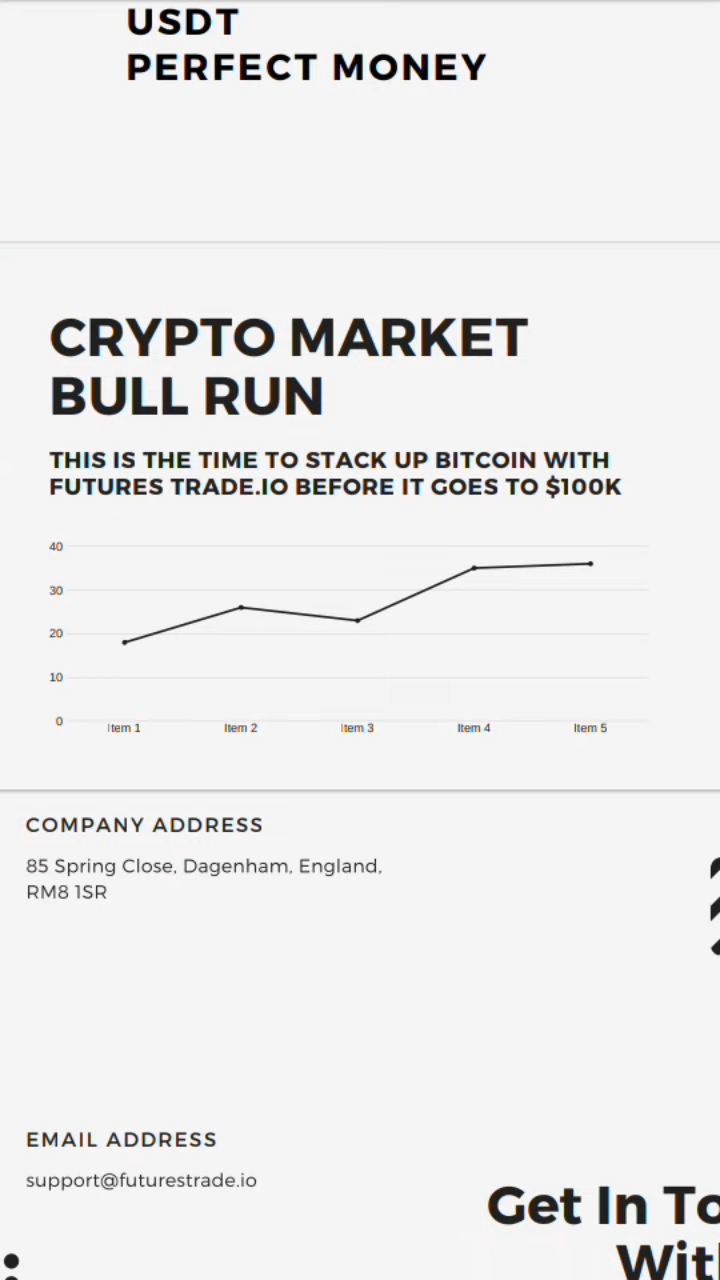 USDT
PERFECT MONEY
CRYPTO MARKET
BULL RUN
THIS IS THE TIME TO STACK UP BITCOIN WITH
FUTURES TRADE.IO BEFORE IT GOES TO $100K
40
30
20
10
0
Item 1 Item 2 Item 3 Item 4 Item 5
COMPANY ADDRESS
85 Spring Close, Dagenham, England,
RM8 1SR
EMAIL ADDRESS
support@futurestrade.io
Get In